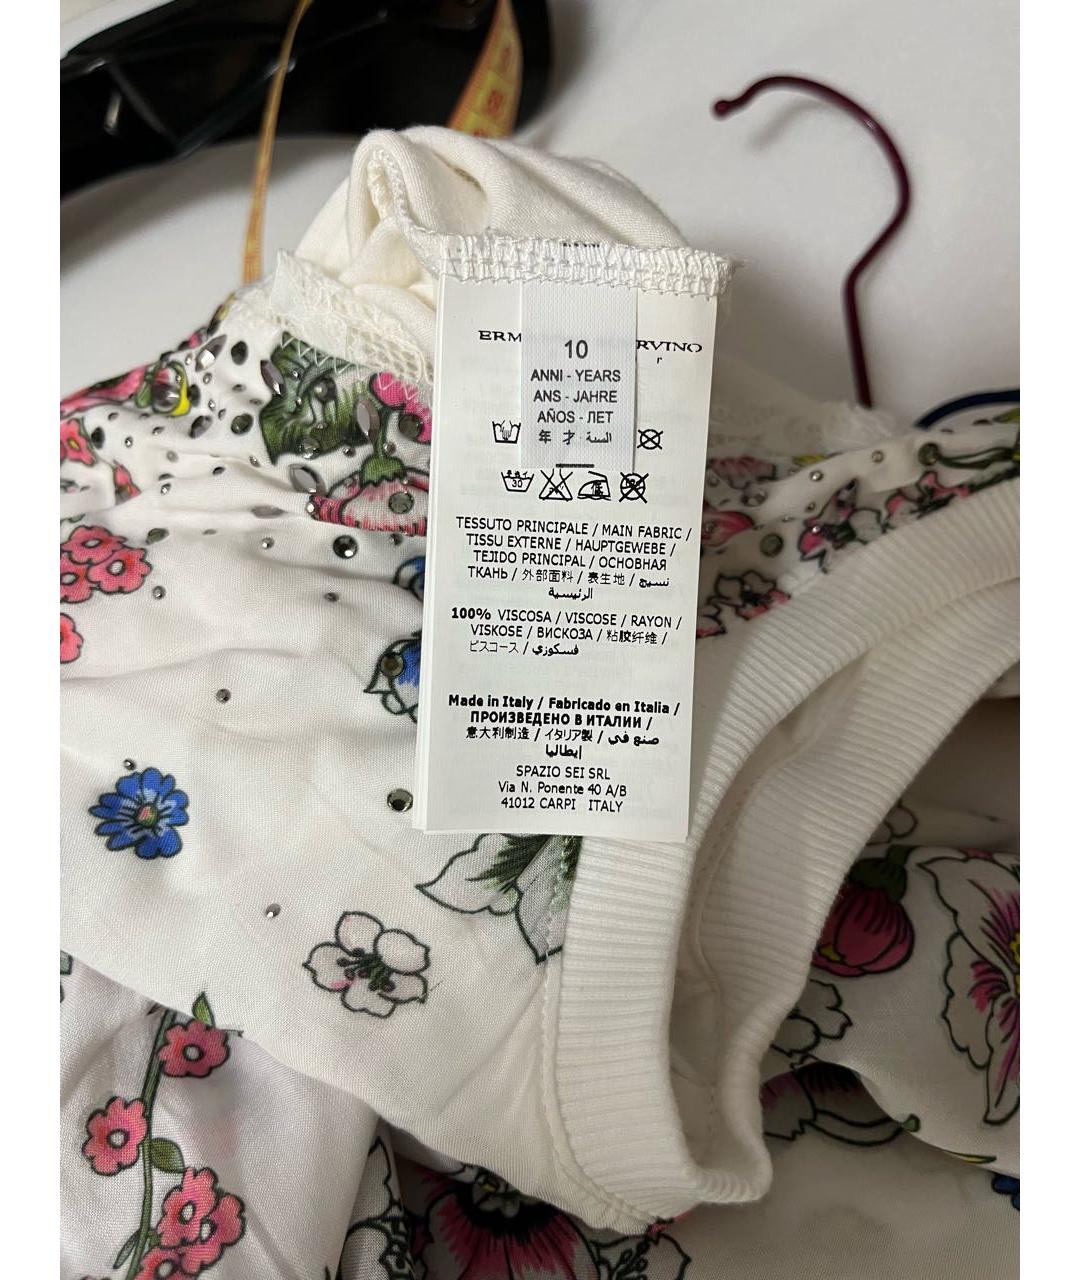 ERM RVINO
r
10
ANNI - YEARS
ANS - JAHRE
AÑOS - ЛЕТ
年 才 السنة
30
TESSUTO PRINCIPALE / MAIN FABRIC /
TISSU EXTERNE / HAUPTGEWEBE /
TEJIDO PRINCIPAL / ОСНОВНАЯ
ТКАНЬ / 外部面料 / 表生地 / نسيج
الرئيسية
100% VISCOSA / VISCOSE / RAYON /
VISKOSE / ВИСКОЗА / 粘胶纤维 /
ビスコース / فسكوزي
Made in Italy / Fabricado en Italia /
ПРОИЗВЕДЕНО В ИТАЛИИ /
意大利制造 / イタリア製 / صنع في
إيطاليا
SPAZIO SEI SRL
Via N. Ponente 40 A/B
41012 CARPI ITALY